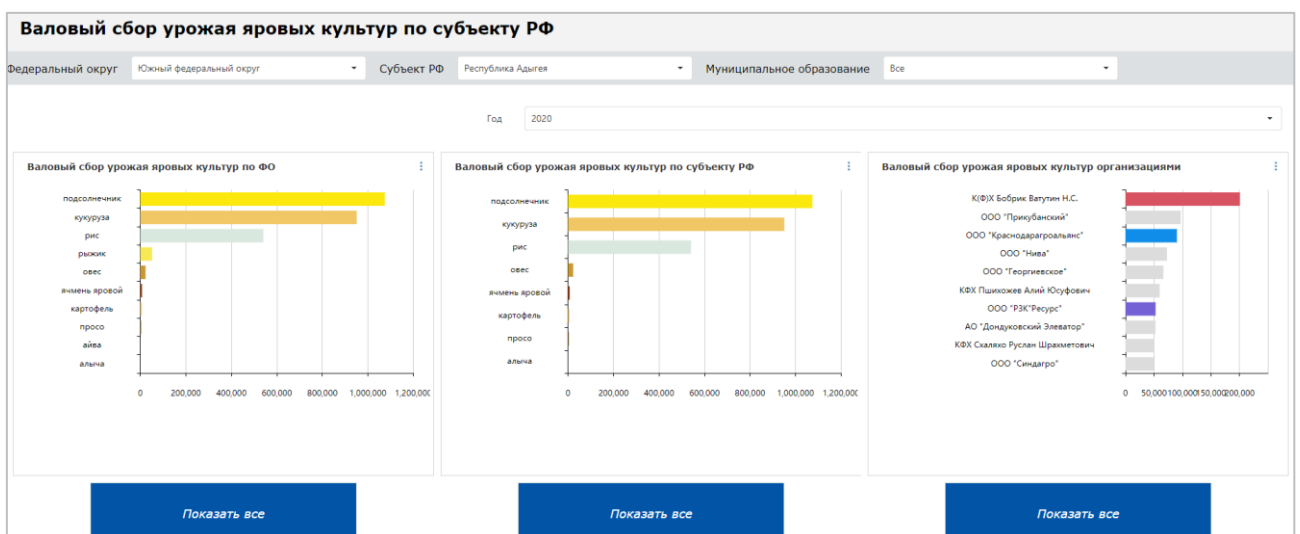 Валовый сбор урожая яровых культур по субъекту РФ
Федеральный округ Южный федеральный округ Субъект РФ Республика Адыгея Муниципальное образование Все
Год 2020
Валовый сбор урожая яровых культур по ФО
подсолнечник
кукуруза
рис
рыжик
овес
ячмень яровой
картофель
просо
айва
алыча
0 200,000 400,000 600,000 800,000 1,000,000 1,200,000
Показать все
Валовый сбор урожая яровых культур по субъекту РФ
подсолнечник
кукуруза
рис
овес
ячмень яровой
картофель
просо
алыча
0 200,000 400,000 600,000 800,000 1,000,000 1,200,000
Показать все
Валовый сбор урожая яровых культур организациями
К(Ф)Х Бобрик Ватутин Н.С.
ООО "Прикубанский"
ООО "Краснодарагроальянс"
ООО "Нива"
ООО "Георгиевское"
КФХ Пшихожев Алий Юсуфович
ООО "РЗК"Ресурс"
АО "Дондуковский Элеватор"
КФХ Скаляхо Руслан Шрахметович
ООО "Синдагро"
0 50,000 100,000 150,000 200,000
Показать все